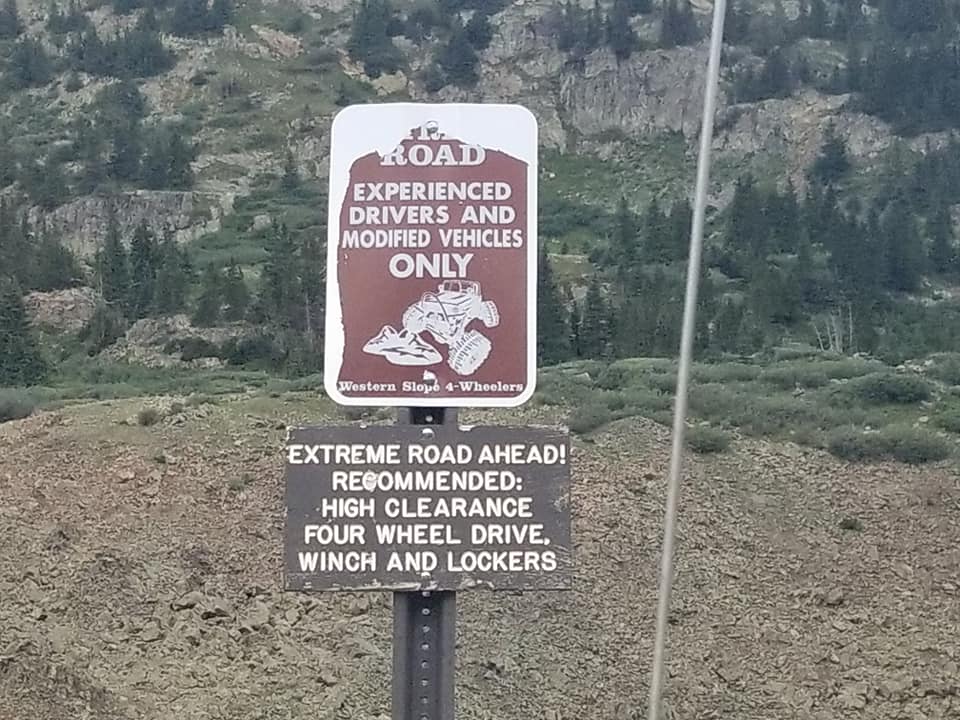 ROAD
EXPERIENCED
DRIVERS AND
MODIFIED VEHICLES
ONLY
Western Slope 4-Wheelers
EXTREME ROAD AHEAD!
RECOMMENDED:
HIGH CLEARANCE
FOUR WHEEL DRIVE,
WINCH AND LOCKERS